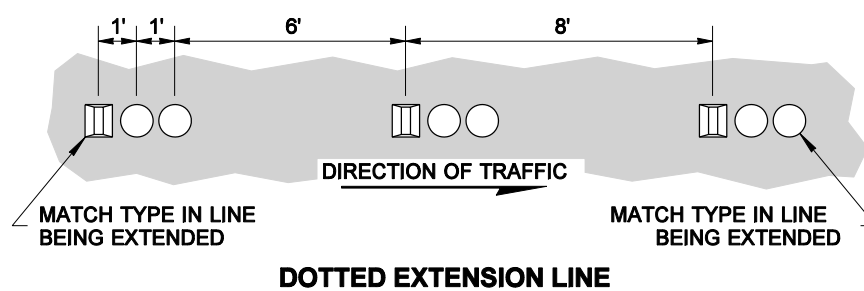 1' 1' 6' 8'
DIRECTION OF TRAFFIC
MATCH TYPE IN LINE
BEING EXTENDED
MATCH TYPE IN LINE
BEING EXTENDED
DOTTED EXTENSION LINE